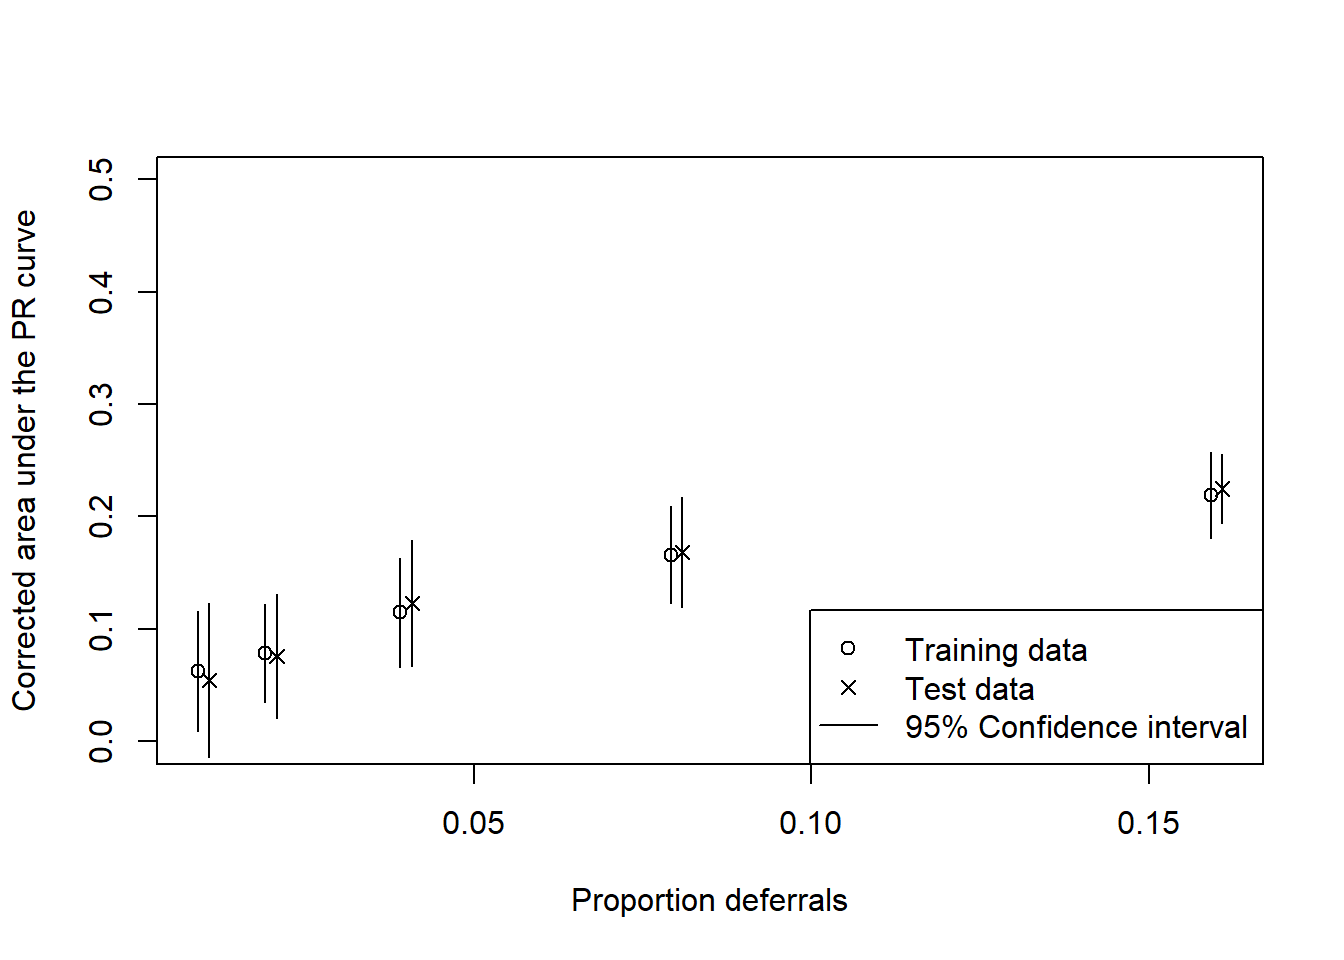 Corrected area under the PR curve
0.5
0.4
0.3
0.2
0.1
0.0
Training data
Test data
95% Confidence interval
0.05
0.10
0.15
Proportion deferrals